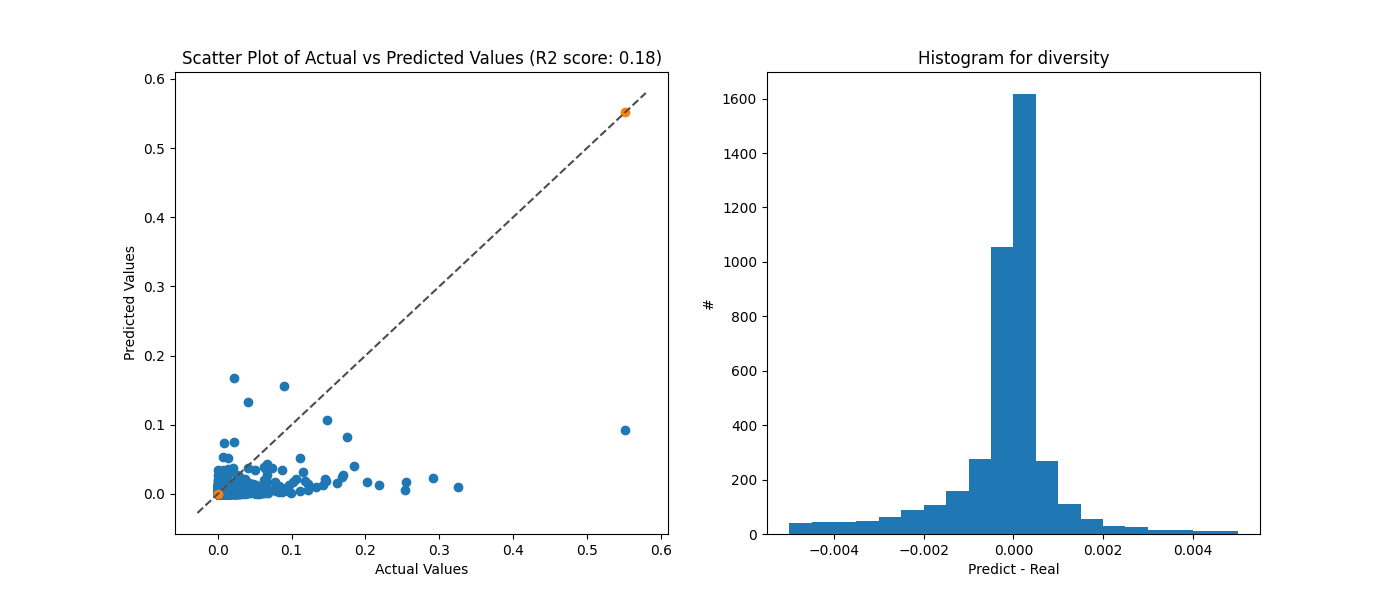 Scatter Plot of Actual vs Predicted Values (R2 score: 0.18)
0.6
0.5
0.4
0.3
0.2
0.1
0.0
Predicted Values
0.0 0.1 0.2 0.3 0.4 0.5 0.6
Actual Values
Histogram for diversity
1600
1400
1200
1000
800
600
400
200
0
#
−0.004 −0.002 0.000 0.002 0.004
Predict - Real